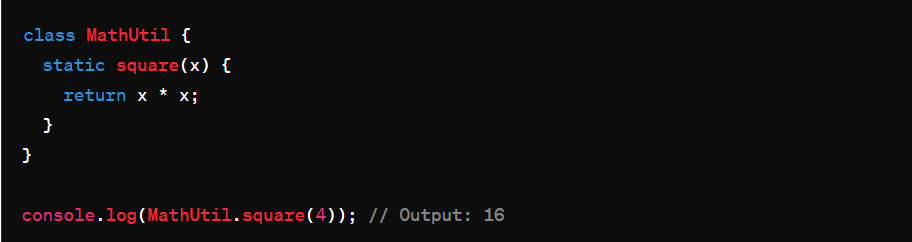 class MathUtil {
  static square(x) {
    return x * x;
  }
}

console.log(MathUtil.square(4)); // Output: 16